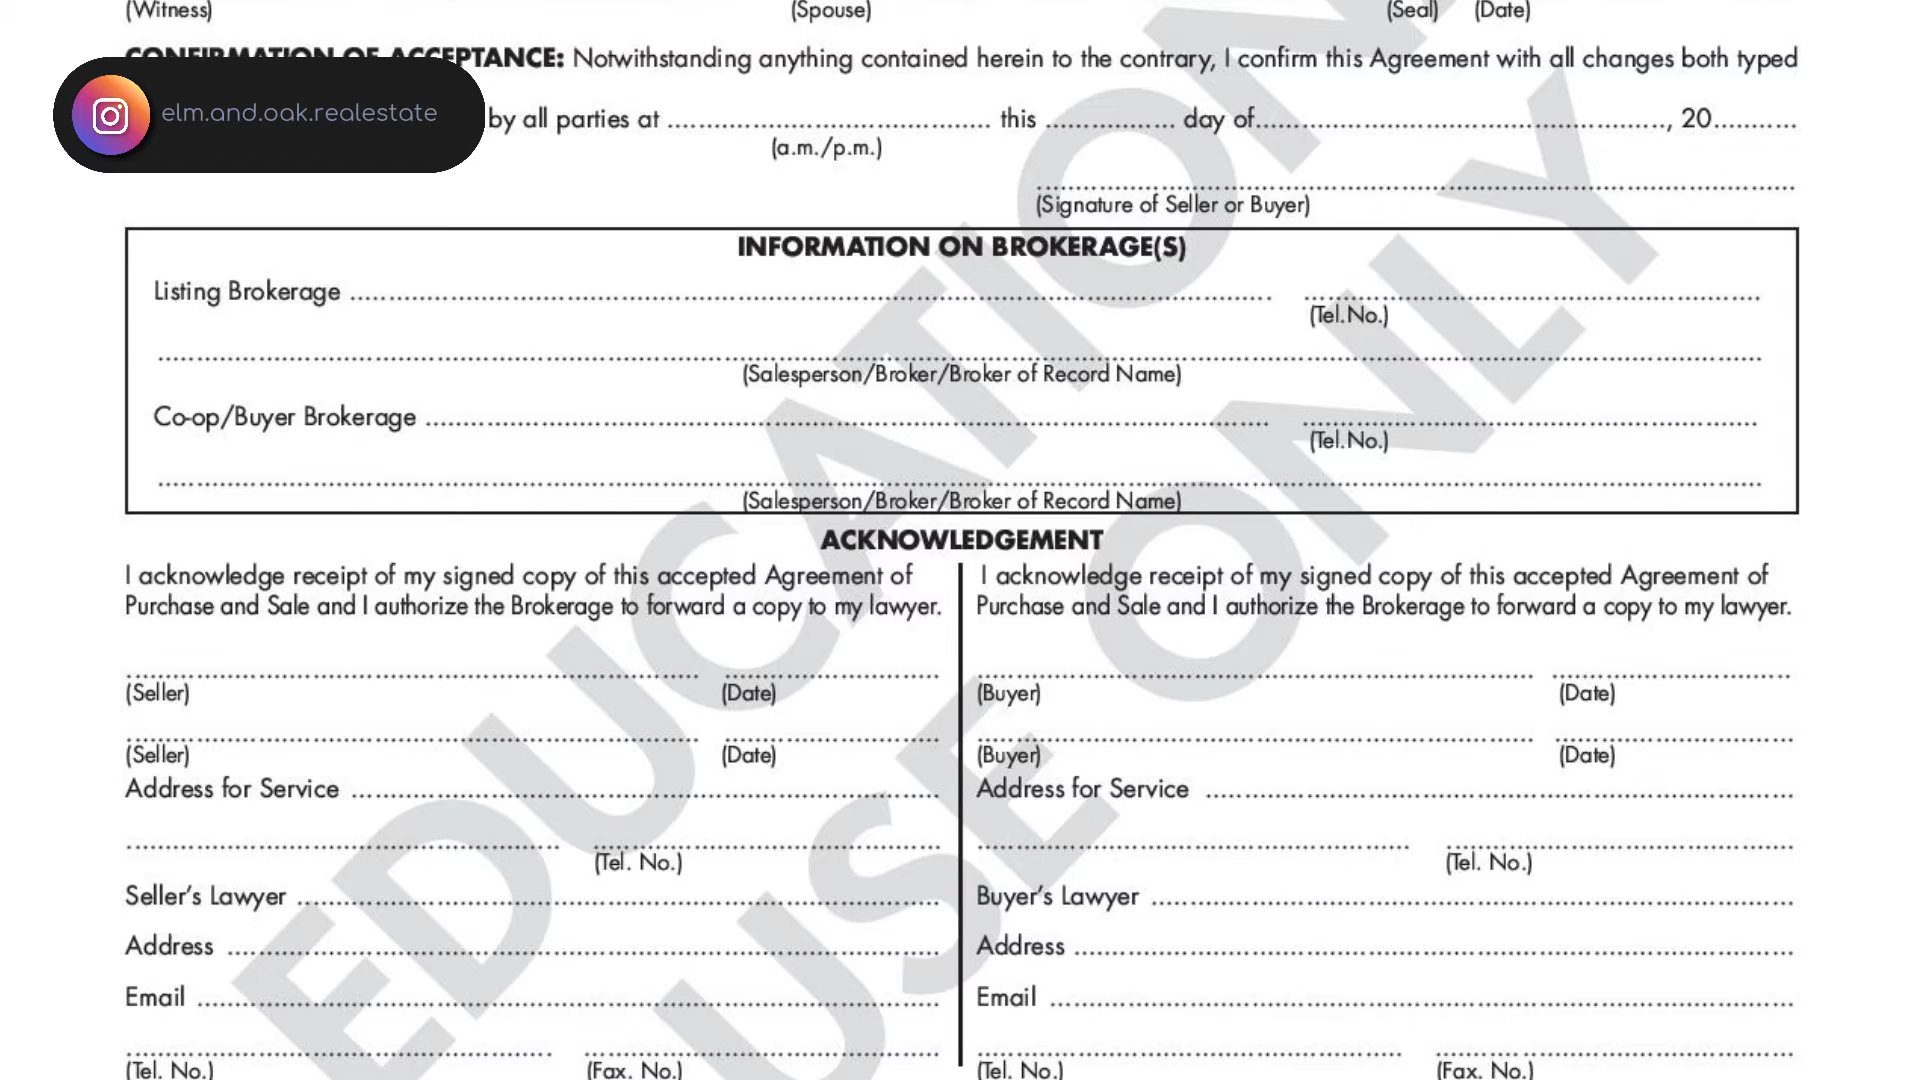 (Witness) (Spouse) (Seal) (Date)
CONFIRMATION OF ACCEPTANCE: Notwithstanding anything contained herein to the contrary, I confirm this Agreement with all changes both typed
elm.and.oak.realestate
by all parties at .......................................... this ................. day of......................................................, 20...........
(a.m./p.m.)
(Signature of Seller or Buyer)
INFORMATION ON BROKERAGE(S)
Listing Brokerage
(Tel.No.)
(Salesperson/Broker/Broker of Record Name)
Co-op/Buyer Brokerage
(Tel.No.)
(Salesperson/Broker/Broker of Record Name)
ACKNOWLEDGEMENT
I acknowledge receipt of my signed copy of this accepted Agreement of
Purchase and Sale and I authorize the Brokerage to forward a copy to my lawyer.
(Seller) (Date)
(Seller) (Date)
Address for Service
(Tel. No.)
Seller's Lawyer
Address
Email
(Tel. No.) (Fax. No.)
I acknowledge receipt of my signed copy of this accepted Agreement of
Purchase and Sale and I authorize the Brokerage to forward a copy to my lawyer.
(Buyer) (Date)
(Buyer) (Date)
Address for Service
(Tel. No.)
Buyer's Lawyer
Address
Email
(Tel. No.) (Fax. No.)
EDUCATION
USE ONLY